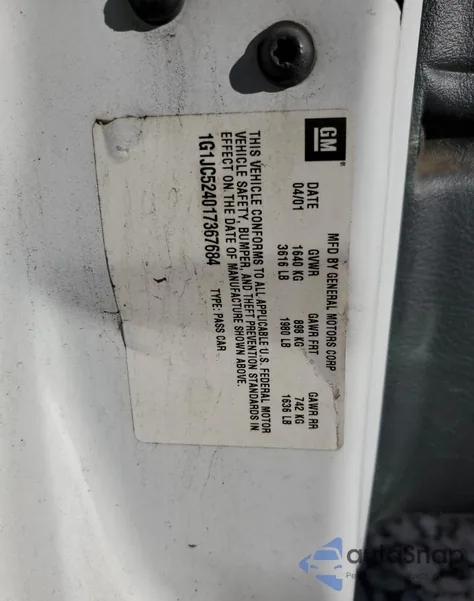 GM®
MFD BY GENERAL MOTORS CORP
DATE GVWR GAWR FRT GAWR RR
04/01 1640 KG 898 KG 742 KG
3616 LB 1980 LB 1636 LB
THIS VEHICLE CONFORMS TO ALL APPLICABLE U.S. FEDERAL MOTOR
VEHICLE SAFETY, BUMPER, AND THEFT PREVENTION STANDARDS IN
EFFECT ON THE DATE OF MANUFACTURE SHOWN ABOVE.
1G1JC524017367684 TYPE: PASS CAR
autoSnap